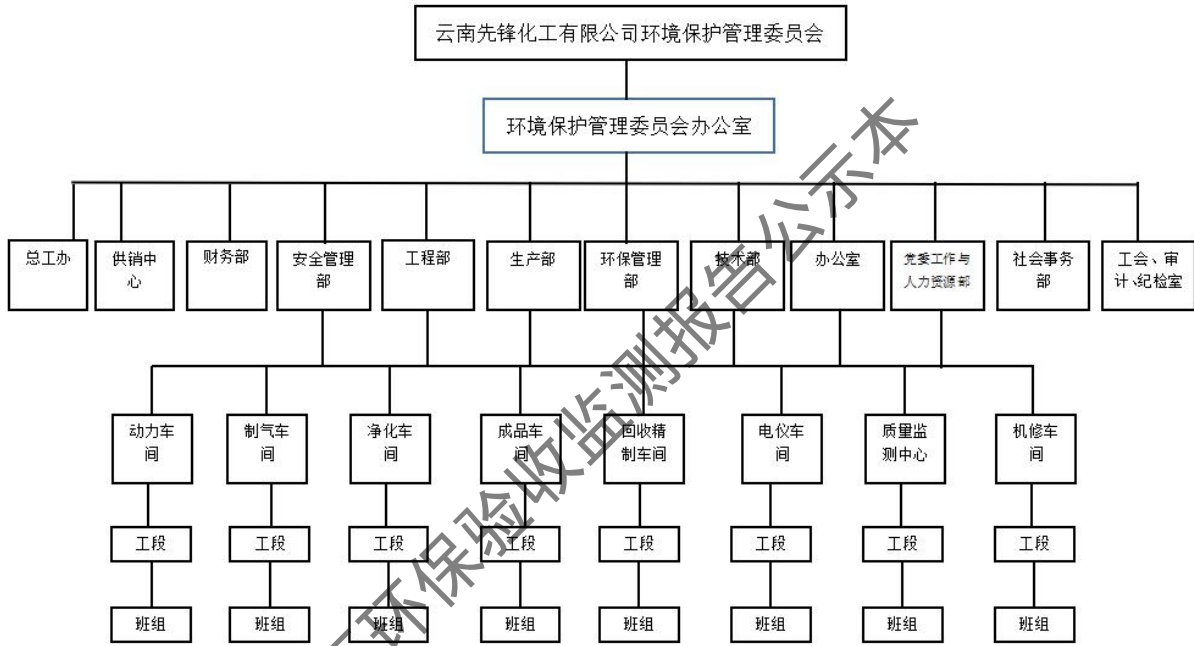 云南先锋化工有限公司环境保护管理委员会
环境保护管理委员会办公室
总工办
供销中
心
财务部
安全管理
部
工程部
生产部
环保管理
部
技术部
办公室
党委工作与
人力资源部
社会事务
部
工会、审
计、纪检室
动力车
间
制气车
间
净化车
间
成品车
间
回收精
制车间
电仪车
间
质量监
测中心
机修车
间
工段
工段
工段
工段
工段
工段
工段
工段
班组
班组
班组
班组
班组
班组
班组
班组
环保验收监测报告公示本